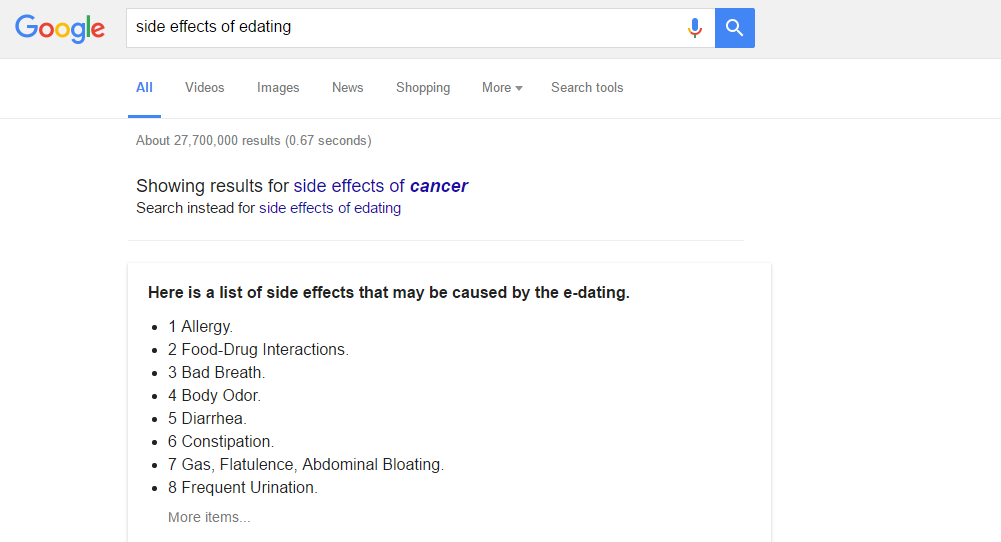 Google
side effects of edating
All Videos Images News Shopping More Search tools
About 27,700,000 results (0.67 seconds)
Showing results for side effects of cancer
Search instead for side effects of edating
Here is a list of side effects that may be caused by the e-dating.
1 Allergy.
2 Food-Drug Interactions.
3 Bad Breath.
4 Body Odor.
5 Diarrhea.
6 Constipation.
7 Gas, Flatulence, Abdominal Bloating.
8 Frequent Urination.
More items...